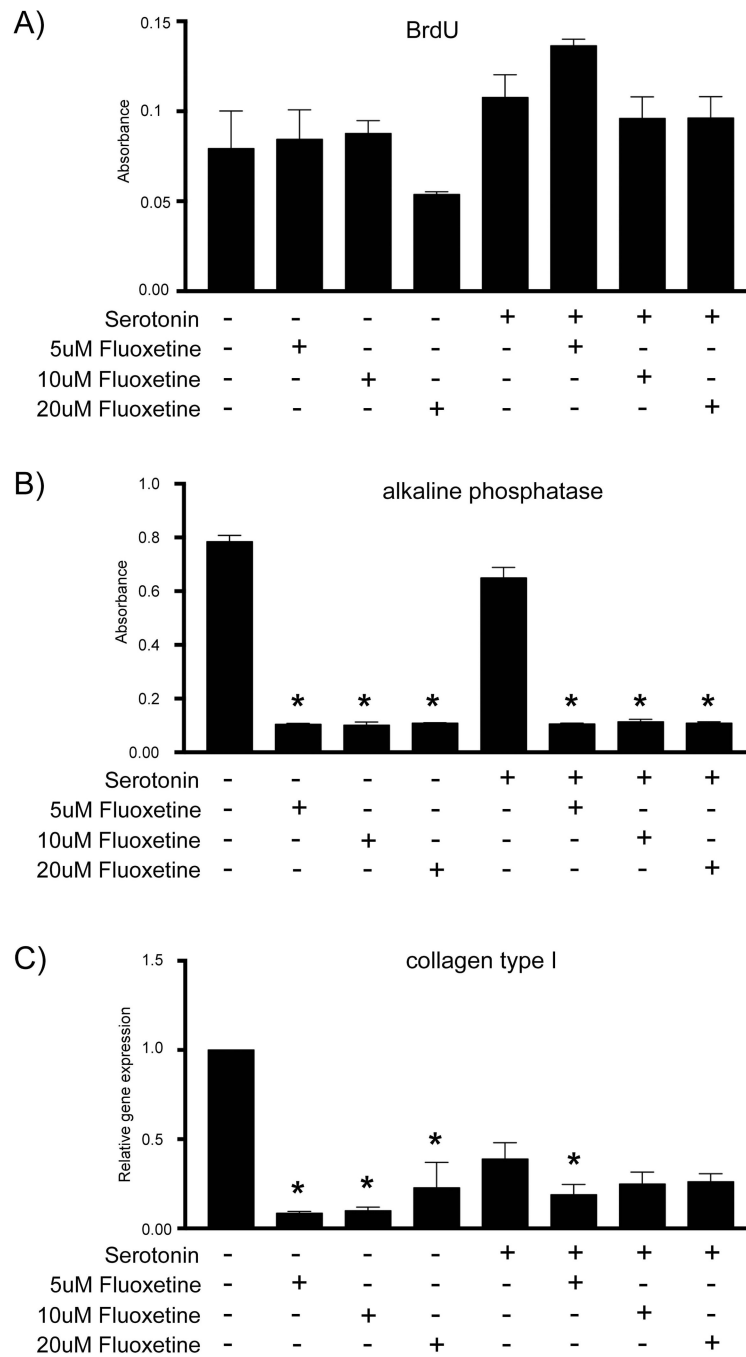 A)
BrdU
Absorbance
0.15
0.1
0.05
0.00
Serotonin - - - - + + + +
5uM Fluoxetine - + - - - + - -
10uM Fluoxetine - - + - - - + -
20uM Fluoxetine - - - + - - - +
B)
alkaline phosphatase
Absorbance
1.0
0.8
0.6
0.4
0.2
0.00
* * * * * *
Serotonin - - - - + + + +
5uM Fluoxetine - + - - - + - -
10uM Fluoxetine - - + - - - + -
20uM Fluoxetine - - - + - - - +
C)
collagen type I
Relative gene expression
1.5
1.0
0.5
0.00
* * * *
Serotonin - - - - + + + +
5uM Fluoxetine - + - - - + - -
10uM Fluoxetine - - + - - - + -
20uM Fluoxetine - - - + - - - +